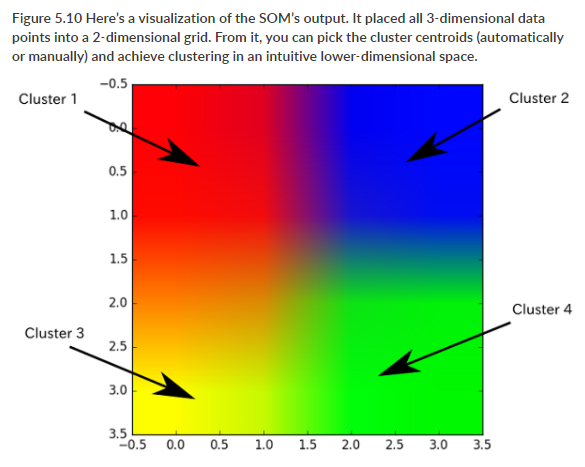 Figure 5.10 Here's a visualization of the SOM's output. It placed all 3-dimensional data
points into a 2-dimensional grid. From it, you can pick the cluster centroids (automatically
or manually) and achieve clustering in an intuitive lower-dimensional space.
−0.5
Cluster 1
Cluster 2
0.0
0.5
1.0
1.5
2.0
Cluster 4
Cluster 3
2.5
3.0
3.5
−0.5 0.0 0.5 1.0 1.5 2.0 2.5 3.0 3.5